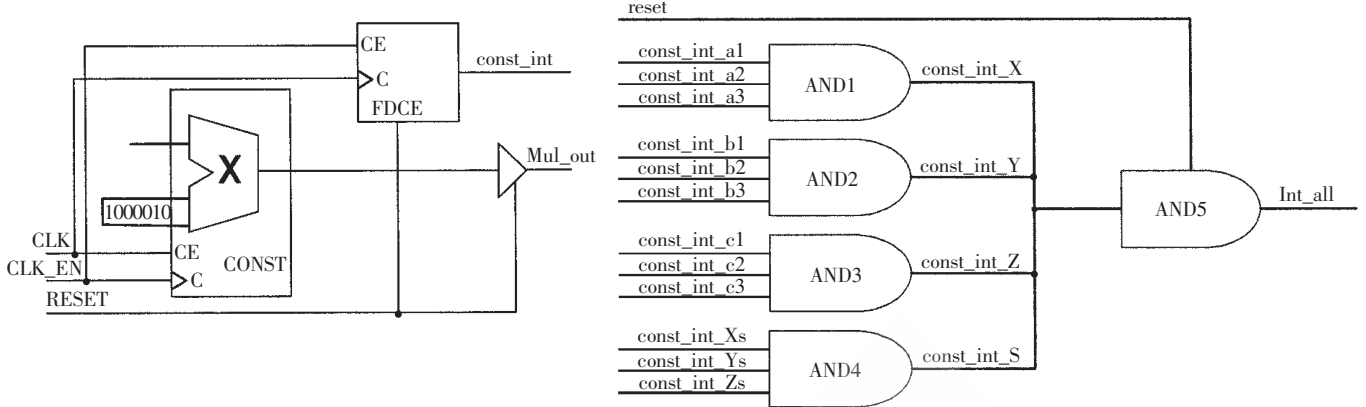 CE
C
FDCE
const_int
X
1000010
Mul_out
CLK
CE
CLK_EN
C
CONST
RESET
reset
const_int_a1
const_int_a2
const_int_a3
AND1
const_int_X
const_int_b1
const_int_b2
const_int_b3
AND2
const_int_Y
const_int_c1
const_int_c2
const_int_c3
AND3
const_int_Z
const_int_Xs
const_int_Ys
const_int_Zs
AND4
const_int_S
AND5
Int_all